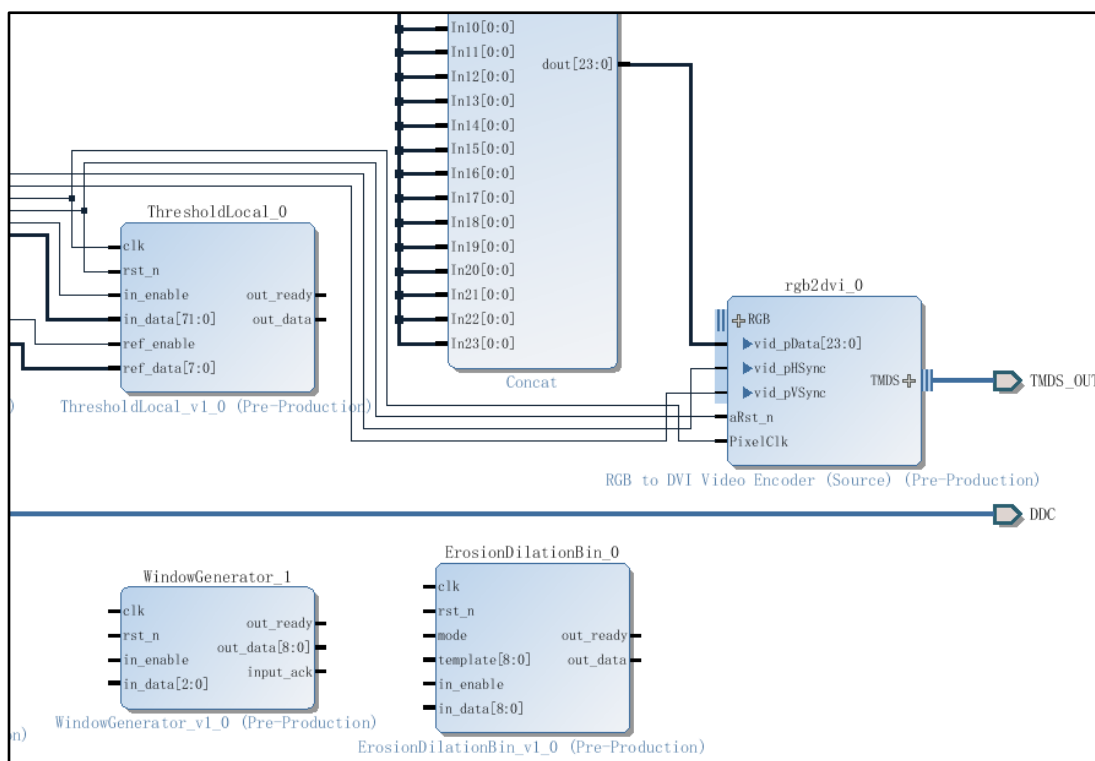 In10[0:0]
In11[0:0]
In12[0:0]
In13[0:0]
In14[0:0]
In15[0:0]
In16[0:0]
In17[0:0]
In18[0:0]
In19[0:0]
In20[0:0]
In21[0:0]
In22[0:0]
In23[0:0]
dout[23:0]
Concat
ThresholdLocal_0
clk
rst_n
in_enable
in_data[71:0]
ref_enable
ref_data[7:0]
out_ready
out_data
)
ThresholdLocal_v1_0 (Pre-Production)
rgb2dvi_0
RGB
vid_pData[23:0]
vid_pHSync
vid_pVSync
aRst_n
PixelClk
TMDS
TMDS_OUT
RGB to DVI Video Encoder (Source) (Pre-Production)
DDC
WindowGenerator_1
clk
rst_n
in_enable
in_data[2:0]
out_ready
out_data[8:0]
input_ack
WindowGenerator_v1_0 (Pre-Production)
on)
ErosionDilationBin_0
clk
rst_n
mode
template[8:0]
in_enable
in_data[8:0]
out_ready
out_data
ErosionDilationBin_v1_0 (Pre-Production)